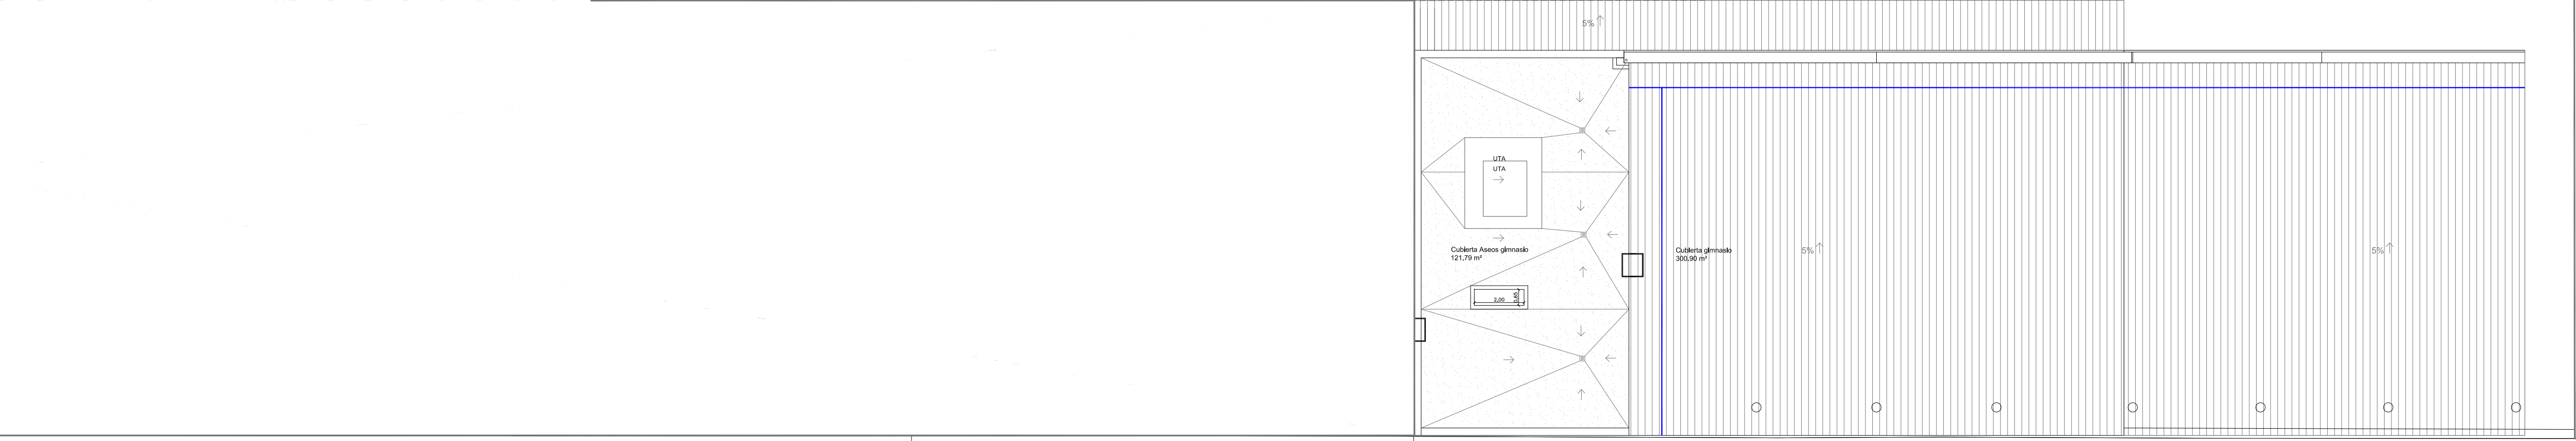 5%
UTA
UTA
Cubierta Aseos gimnasio
121,79 m²
Cubierta gimnasio
300,90 m²
5%
5%
2,00
0,65